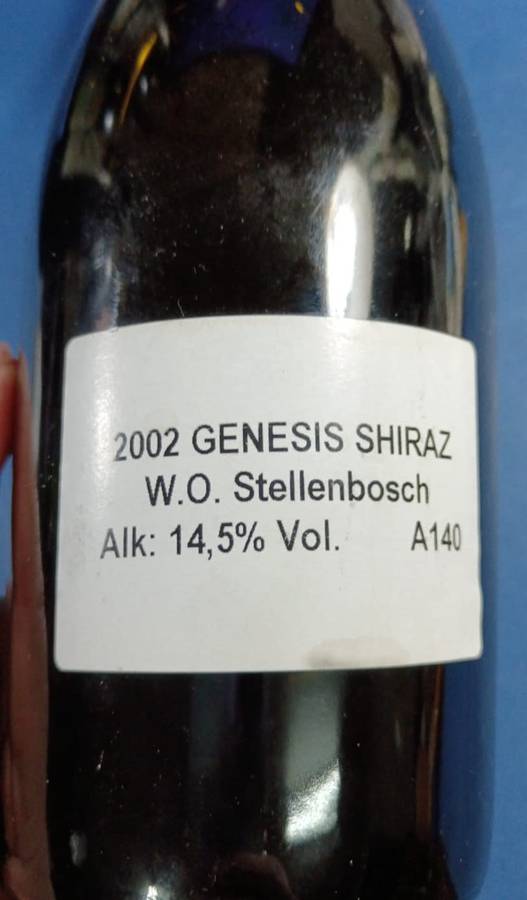 2002 GENESIS SHIRAZ
W.O. Stellenbosch
Alk: 14,5% Vol. A140